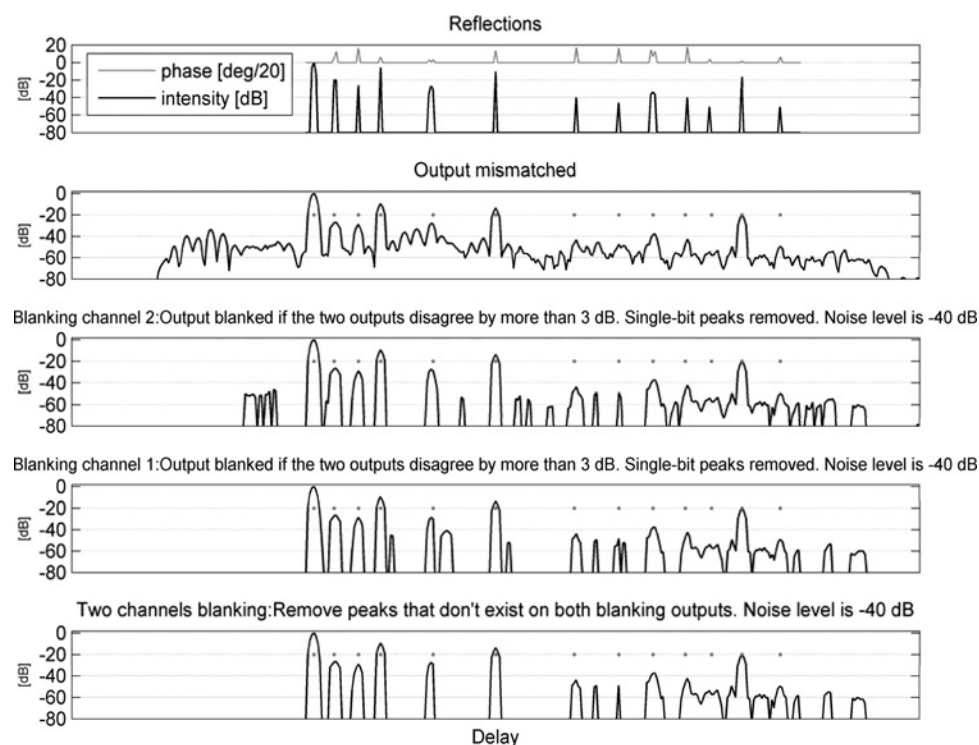 Reflections
20
0
-20
-40
-60
-80
[dB]
phase [deg/20]
intensity [dB]
Output mismatched
0
-20
-40
-60
-80
[dB]
Blanking channel 2:Output blanked if the two outputs disagree by more than 3 dB. Single-bit peaks removed. Noise level is -40 dB
0
-20
-40
-60
-80
[dB]
Blanking channel 1:Output blanked if the two outputs disagree by more than 3 dB. Single-bit peaks removed. Noise level is -40 dB
0
-20
-40
-60
-80
[dB]
Two channels blanking:Remove peaks that don't exist on both blanking outputs. Noise level is -40 dB
0
-20
-40
-60
-80
[dB]
Delay